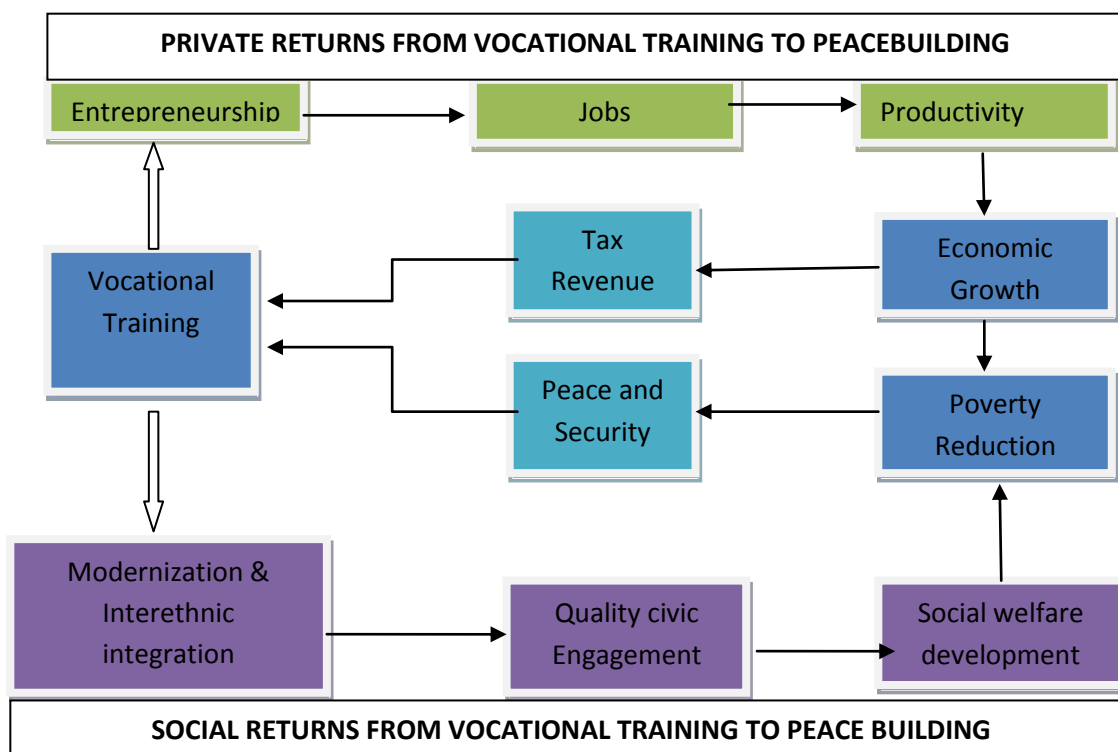 PRIVATE RETURNS FROM VOCATIONAL TRAINING TO PEACEBUILDING
Entrepreneurship
Jobs
Productivity
Vocational
Training
Tax
Revenue
Economic
Growth
Peace and
Security
Poverty
Reduction
Modernization &
Interethnic
integration
Quality civic
Engagement
Social welfare
development
SOCIAL RETURNS FROM VOCATIONAL TRAINING TO PEACE BUILDING